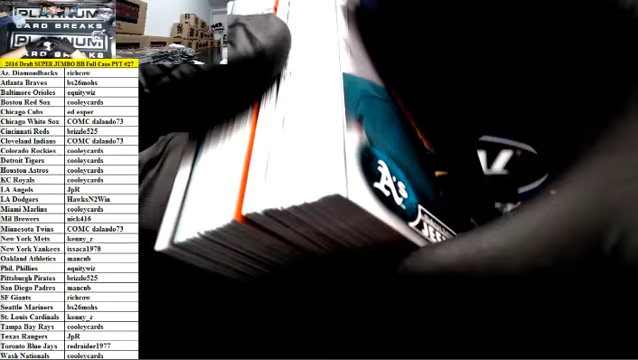 PLATINUM
CARD BREAKS
PLATINUM
CARD BREAKS
2016 Draft SUPER JUMBO BB Full Case PYT #27
Az. Diamondbacks richcow
Atlanta Braves bs26mohs
Baltimore Orioles equitywiz
Boston Red Sox cooleycards
Chicago Cubs ed esper
Chicago White Sox COMC dalando73
Cincinnati Reds brizzle525
Cleveland Indians COMC dalando73
Colorado Rockies cooleycards
Detroit Tigers cooleycards
Houston Astros cooleycards
KC Royals cooleycards
LA Angels JpR
LA Dodgers HawksN2Win
Miami Marlins cooleycards
Mil Brewers nick416
Minnesota Twins COMC dalando73
New York Mets kenny_z
New York Yankees issaca1978
Oakland Athletics mancub
Phil. Phillies equitywiz
Pittsburgh Pirates brizzle525
San Diego Padres mancub
SF Giants richcow
Seattle Mariners bs26mohs
St. Louis Cardinals kenny_z
Tampa Bay Rays cooleycards
Texas Rangers JpR
Toronto Blue Jays redraider1977
Wash Nationals cooleycards
A's